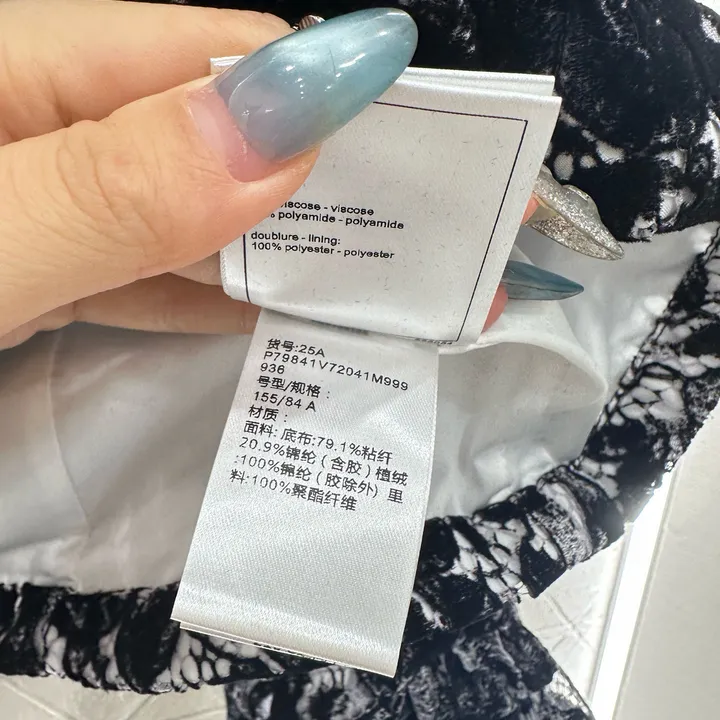 viscose - viscose
% polyamide - polyamida
doublure - lining:
100% polyester - polyester
货号:25A
P79841V72041M999
936
号型/规格：
155/84 A
材质：
面料: 底布:79.1%粘纤
20.9%锦纶（含胶）植绒
:100%锦纶（胶除外）里
料:100%聚酯纤维